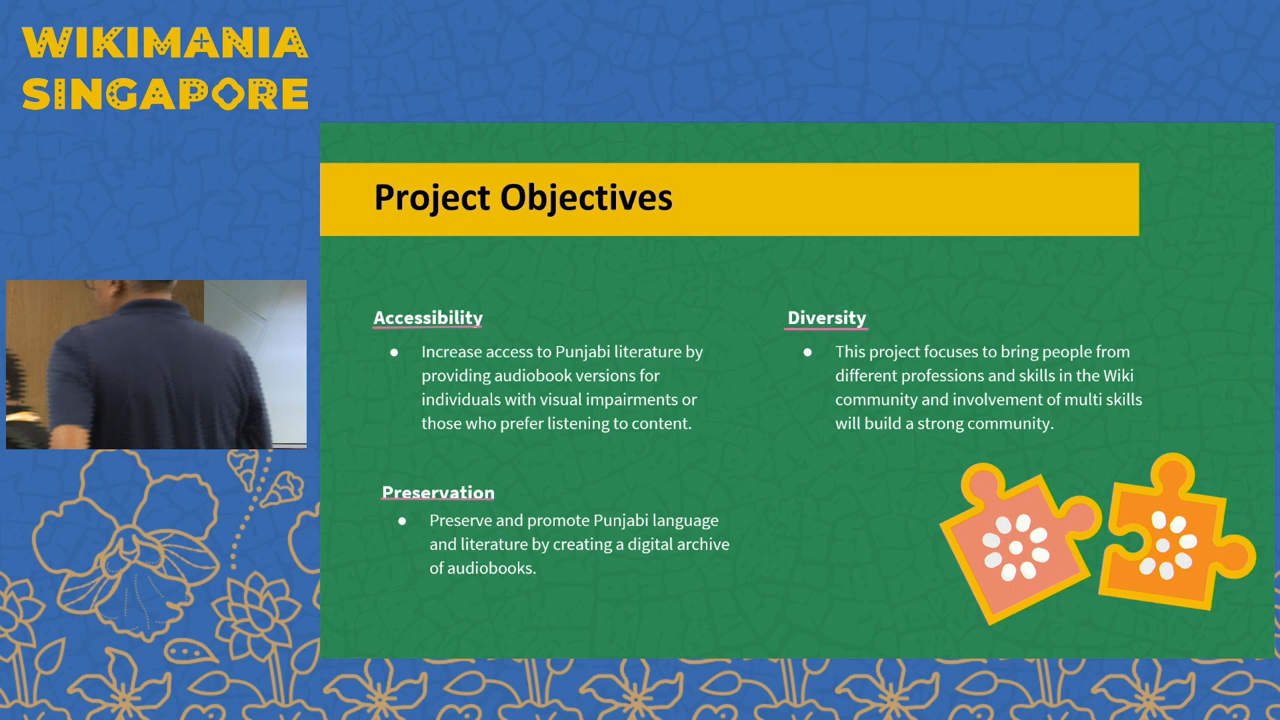 WIKIMANIA
SINGAPORE
Project Objectives
Accessibility
● Increase access to Punjabi literature by
providing audiobook versions for
individuals with visual impairments or
those who prefer listening to content.
Preservation
● Preserve and promote Punjabi language
and literature by creating a digital archive
of audiobooks.
Diversity
● This project focuses to bring people from
different professions and skills in the Wiki
community and involvement of multi skills
will build a strong community.